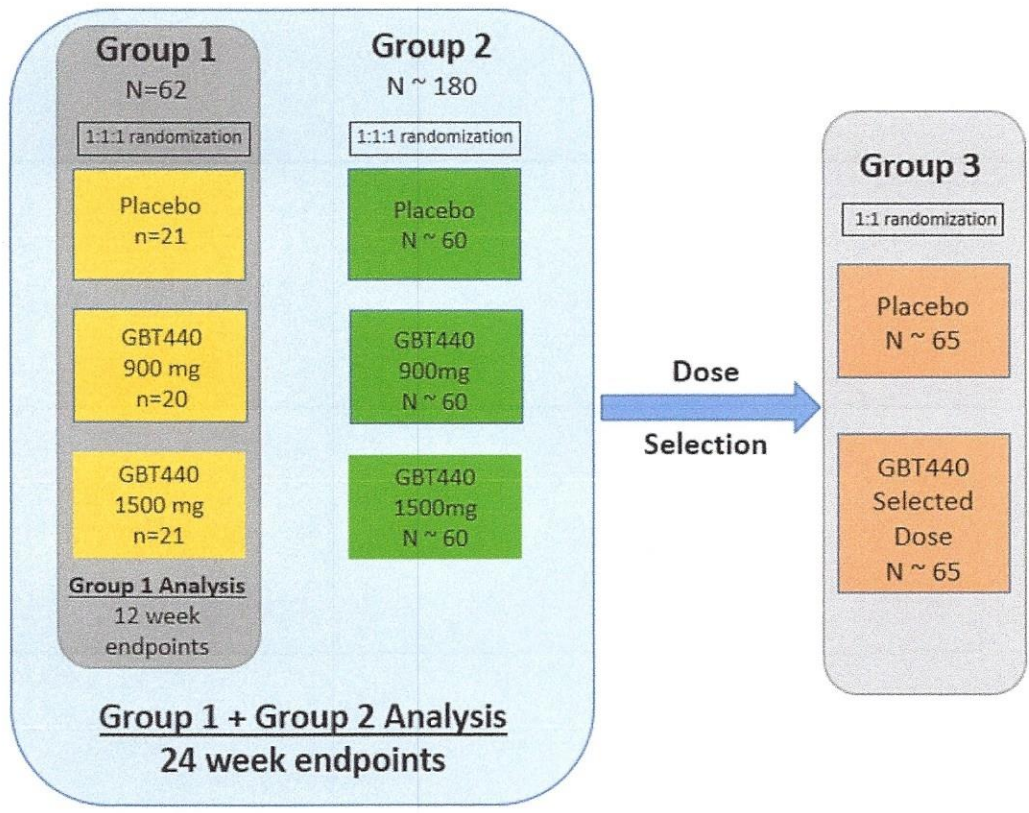 Group 1
N=62
1:1:1 randomization
Placebo
n=21
GBT440
900 mg
n=20
GBT440
1500 mg
n=21
Group 1 Analysis
12 week
endpoints
Group 2
N ~ 180
1:1:1 randomization
Placebo
N ~ 60
GBT440
900mg
N ~ 60
GBT440
1500mg
N ~ 60
Group 1 + Group 2 Analysis
24 week endpoints
Dose
Selection
Group 3
1:1 randomization
Placebo
N ~ 65
GBT440
Selected
Dose
N ~ 65